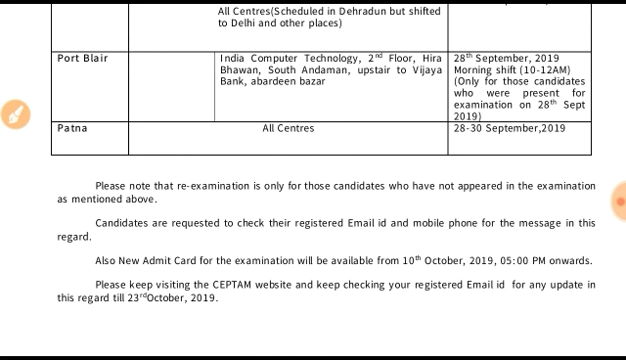 All Centres(Scheduled in Dehradun but shifted
to Delhi and other places)
Port Blair
India Computer Technology, 2nd Floor, Hira
Bhawan, South Andaman, upstair to Vijaya
Bank, abardeen bazar
28th September, 2019
Morning shift (10-12AM)
(Only for those candidates
who were present for
examination on 28th Sept
2019)
Patna
All Centres
28-30 September,2019
Please note that re-examination is only for those candidates who have not appeared in the examination
as mentioned above.
Candidates are requested to check their registered Email id and mobile phone for the message in this
regard.
Also New Admit Card for the examination will be available from 10th October, 2019, 05:00 PM onwards.
Please keep visiting the CEPTAM website and keep checking your registered Email id for any update in
this regard till 23rdOctober, 2019.